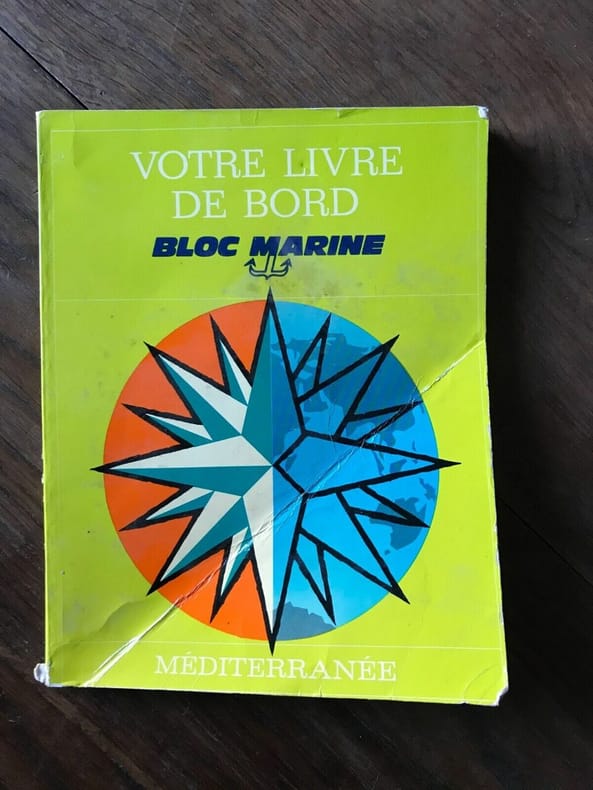 VOTRE LIVRE
DE BORD
BLOC MARINE
MÉDITERRANÉE